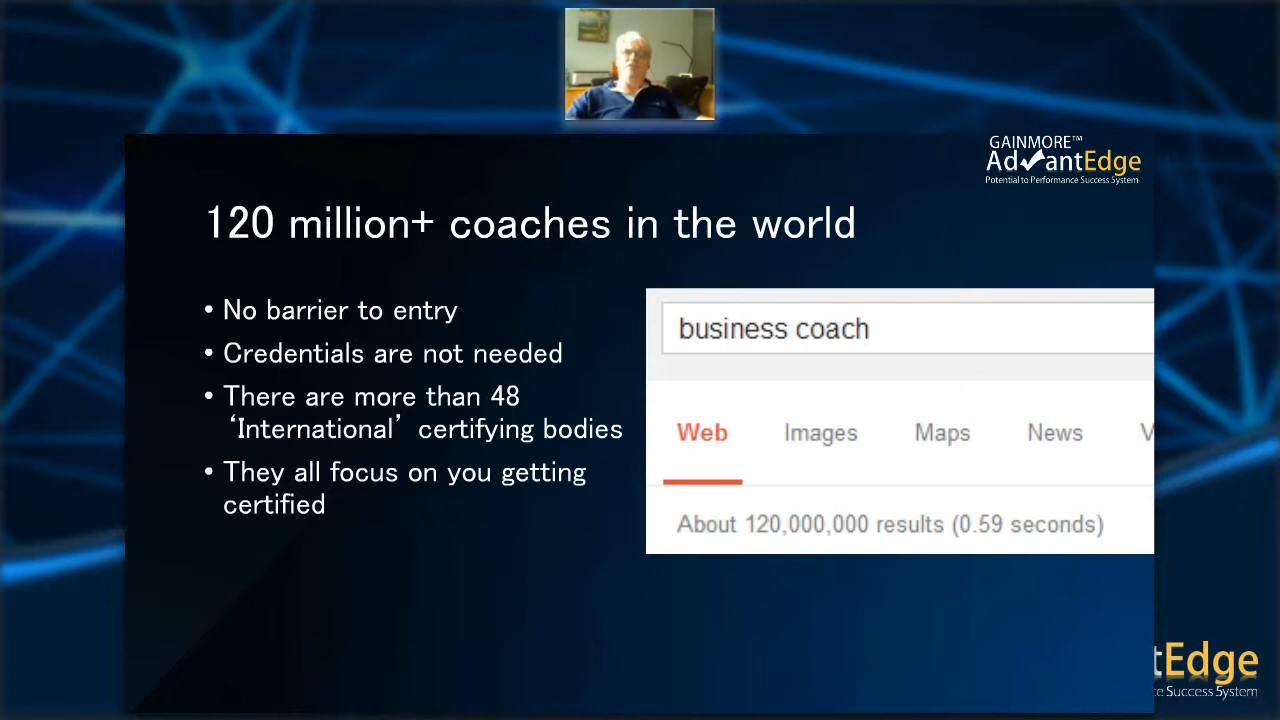 GAINMORE™
AdvantEdge
Potential to Performance Success System
120 million+ coaches in the world
• No barrier to entry
• Credentials are not needed
• There are more than 48
‘International’ certifying bodies
• They all focus on you getting
certified
business coach
Web Images Maps News V
About 120,000,000 results (0.59 seconds)
tEdge
ce Success System